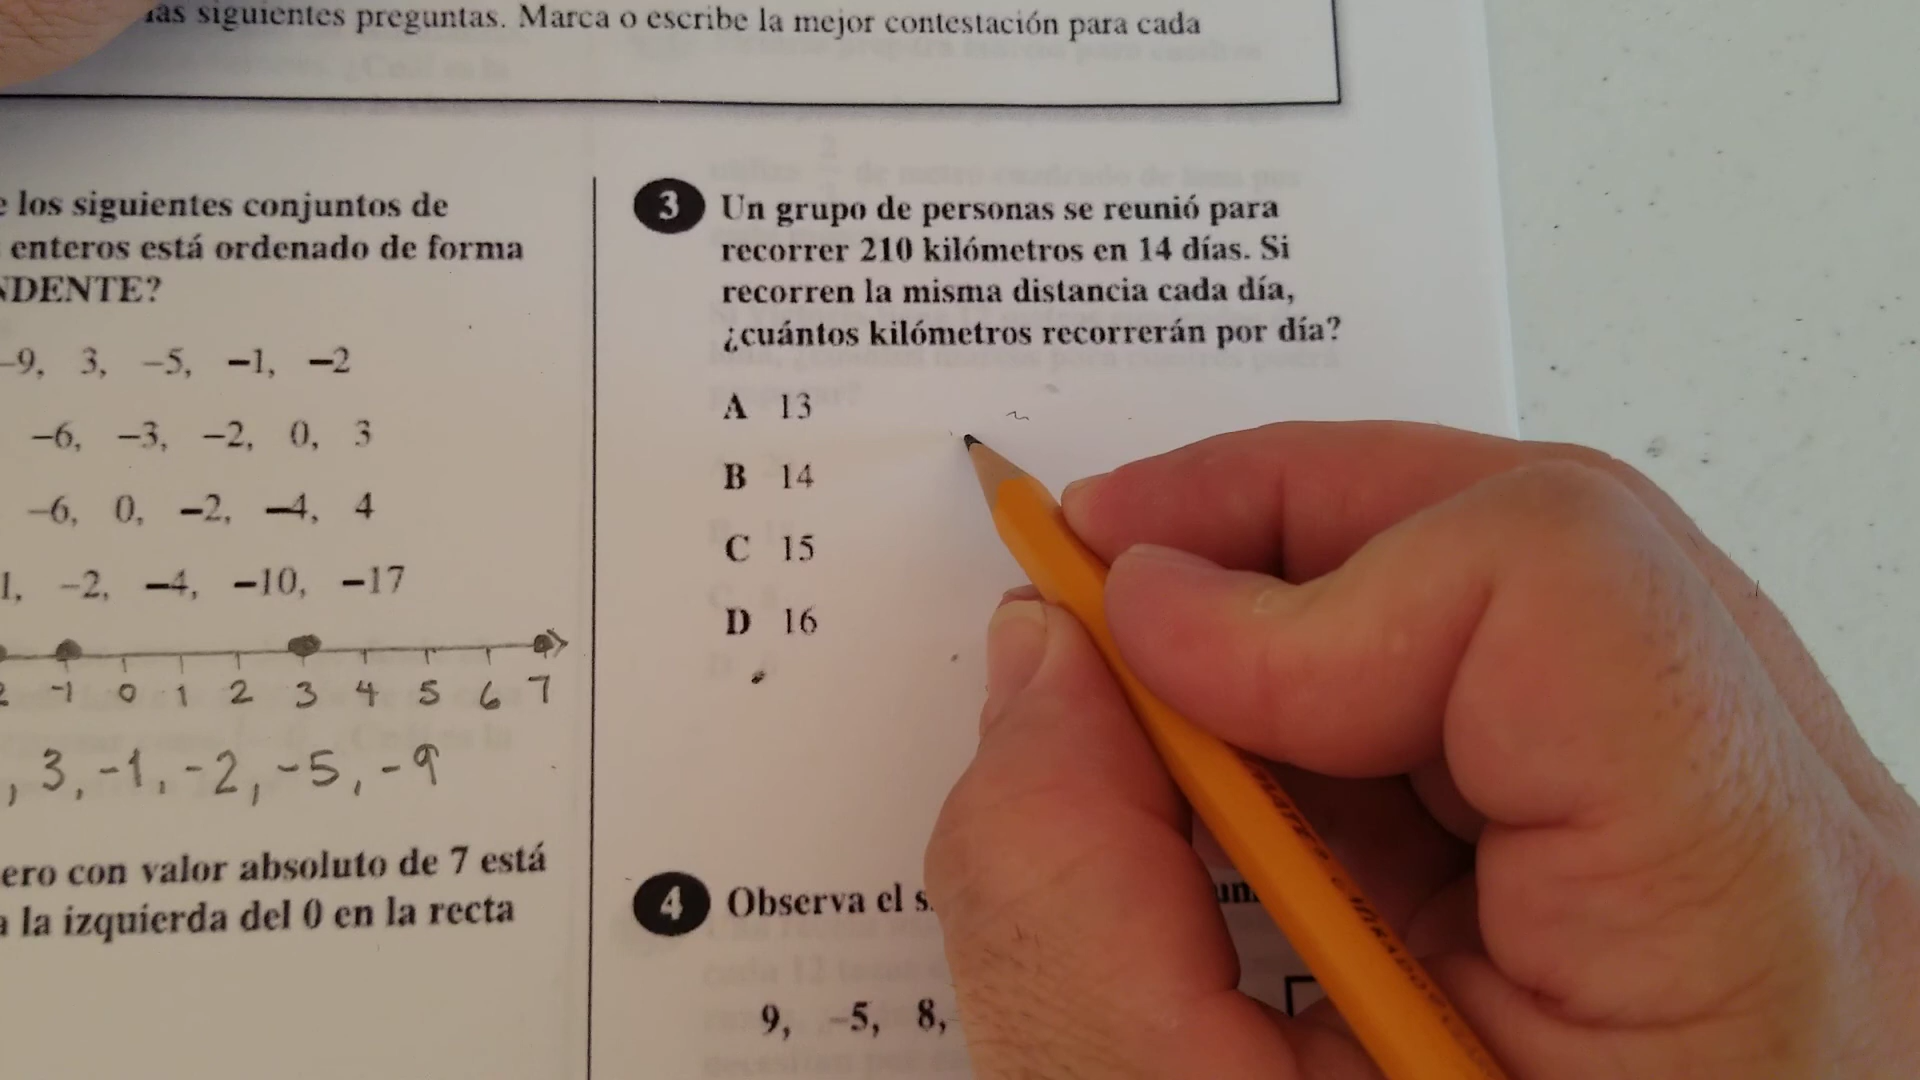 las siguientes preguntas. Marca o escribe la mejor contestación para cada
los siguientes conjuntos de
enteros está ordenado de forma
NDENTE?
-9, 3, -5, -1, -2
-6, -3, -2, 0, 3
-6, 0, -2, -4, 4
1, -2, -4, -10, -17
2 -1 0 1 2 3 4 5 6 7
, 3, -1, -2, -5, -9
ero con valor absoluto de 7 está
a la izquierda del 0 en la recta
3 Un grupo de personas se reunió para
recorrer 210 kilómetros en 14 días. Si
recorren la misma distancia cada día,
¿cuántos kilómetros recorrerán por día?
A 13
B 14
C 15
D 16
4 Observa el s
9, -5, 8,